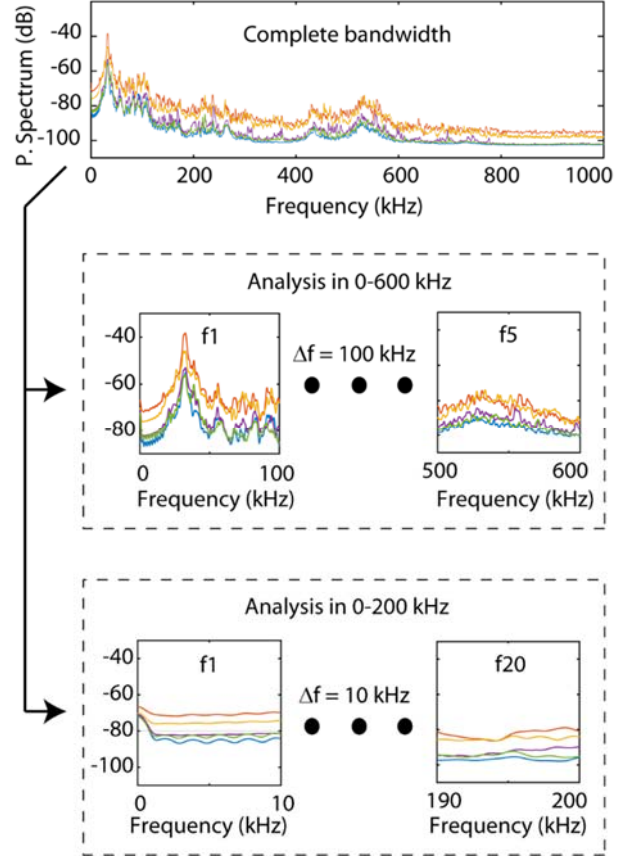 P. Spectrum (dB)
-40
-60
-80
-100
Complete bandwidth
0 200 400 600 800 1000
Frequency (kHz)
Analysis in 0-600 kHz
-40
-60
-80
f1
Δf = 100 kHz
f5
0 100
500 600
Frequency (kHz) Frequency (kHz)
Analysis in 0-200 kHz
-40
-60
-80
-100
f1
Δf = 10 kHz
f20
0 10
190 200
Frequency (kHz) Frequency (kHz)